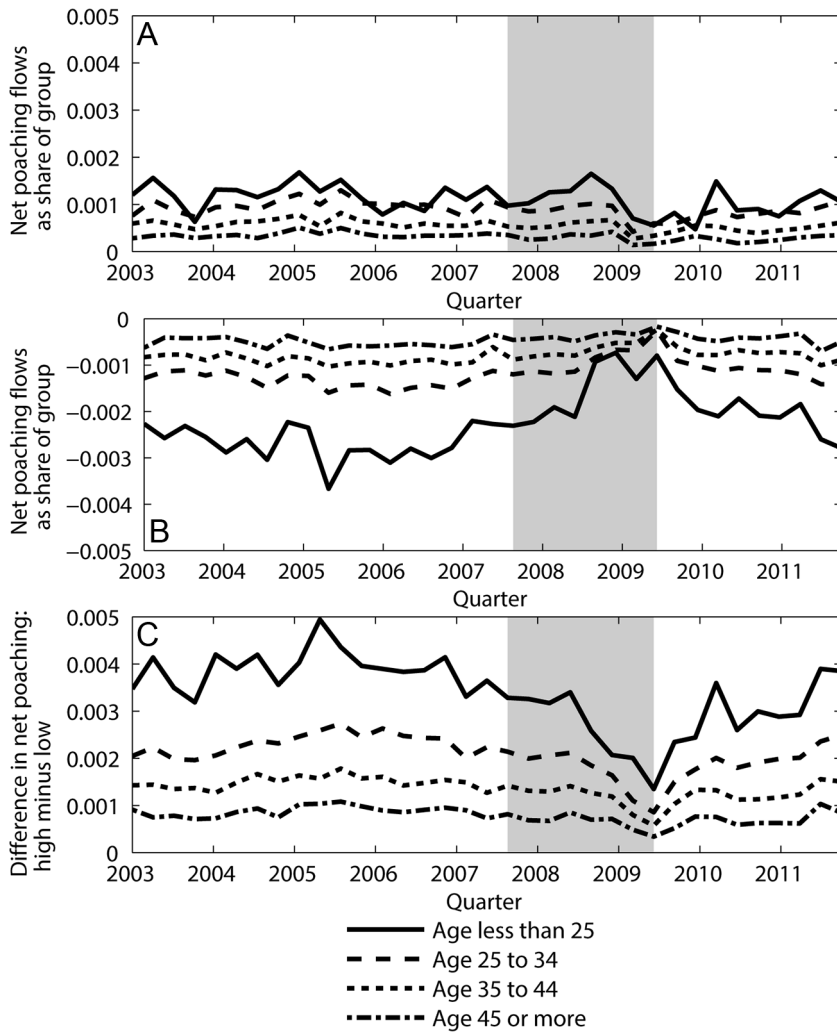 A
Net poaching flows
as share of group
0.005
0.004
0.003
0.002
0.001
0
2003 2004 2005 2006 2007 2008 2009 2010 2011
Quarter
B
Net poaching flows
as share of group
0
−0.001
−0.002
−0.003
−0.004
−0.005
2003 2004 2005 2006 2007 2008 2009 2010 2011
Quarter
C
Difference in net poaching:
high minus low
0.005
0.004
0.003
0.002
0.001
0
2003 2004 2005 2006 2007 2008 2009 2010 2011
Quarter
Age less than 25
Age 25 to 34
Age 35 to 44
Age 45 or more